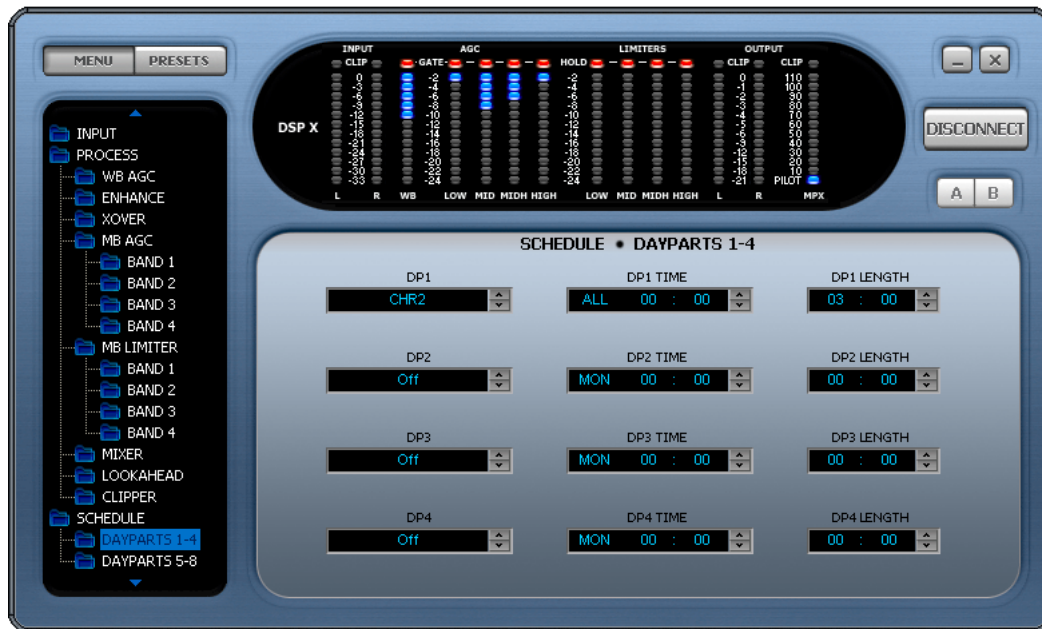 MENU PRESETS
INPUT
PROCESS
WB AGC
ENHANCE
XOVER
MB AGC
BAND 1
BAND 2
BAND 3
BAND 4
MB LIMITER
BAND 1
BAND 2
BAND 3
BAND 4
MIXER
LOOKAHEAD
CLIPPER
SCHEDULE
DAYPARTS 1-4
DAYPARTS 5-8
DSP X
INPUT AGC LIMITERS OUTPUT
CLIP GATE HOLD CLIP CLIP
0 -2 -2 0 110
-3 -4 -4 -1 100
-6 -6 -6 -2 90
-9 -8 -8 -3 80
-12 -10 -10 -4 70
-15 -12 -12 -5 60
-18 -14 -14 -6 50
-21 -16 -16 -9 40
-24 -18 -18 -12 30
-27 -20 -20 -15 20
-30 -22 -22 -18 10
-33 -24 -24 -21 PILOT
L R WB LOW MID MIDH HIGH LOW MID MIDH HIGH L R MPX
DISCONNECT
A B
SCHEDULE • DAYPARTS 1-4
DP1 DP1 TIME DP1 LENGTH
CHR2 ALL 00 : 00 03 : 00
DP2 DP2 TIME DP2 LENGTH
Off MON 00 : 00 00 : 00
DP3 DP3 TIME DP3 LENGTH
Off MON 00 : 00 00 : 00
DP4 DP4 TIME DP4 LENGTH
Off MON 00 : 00 00 : 00